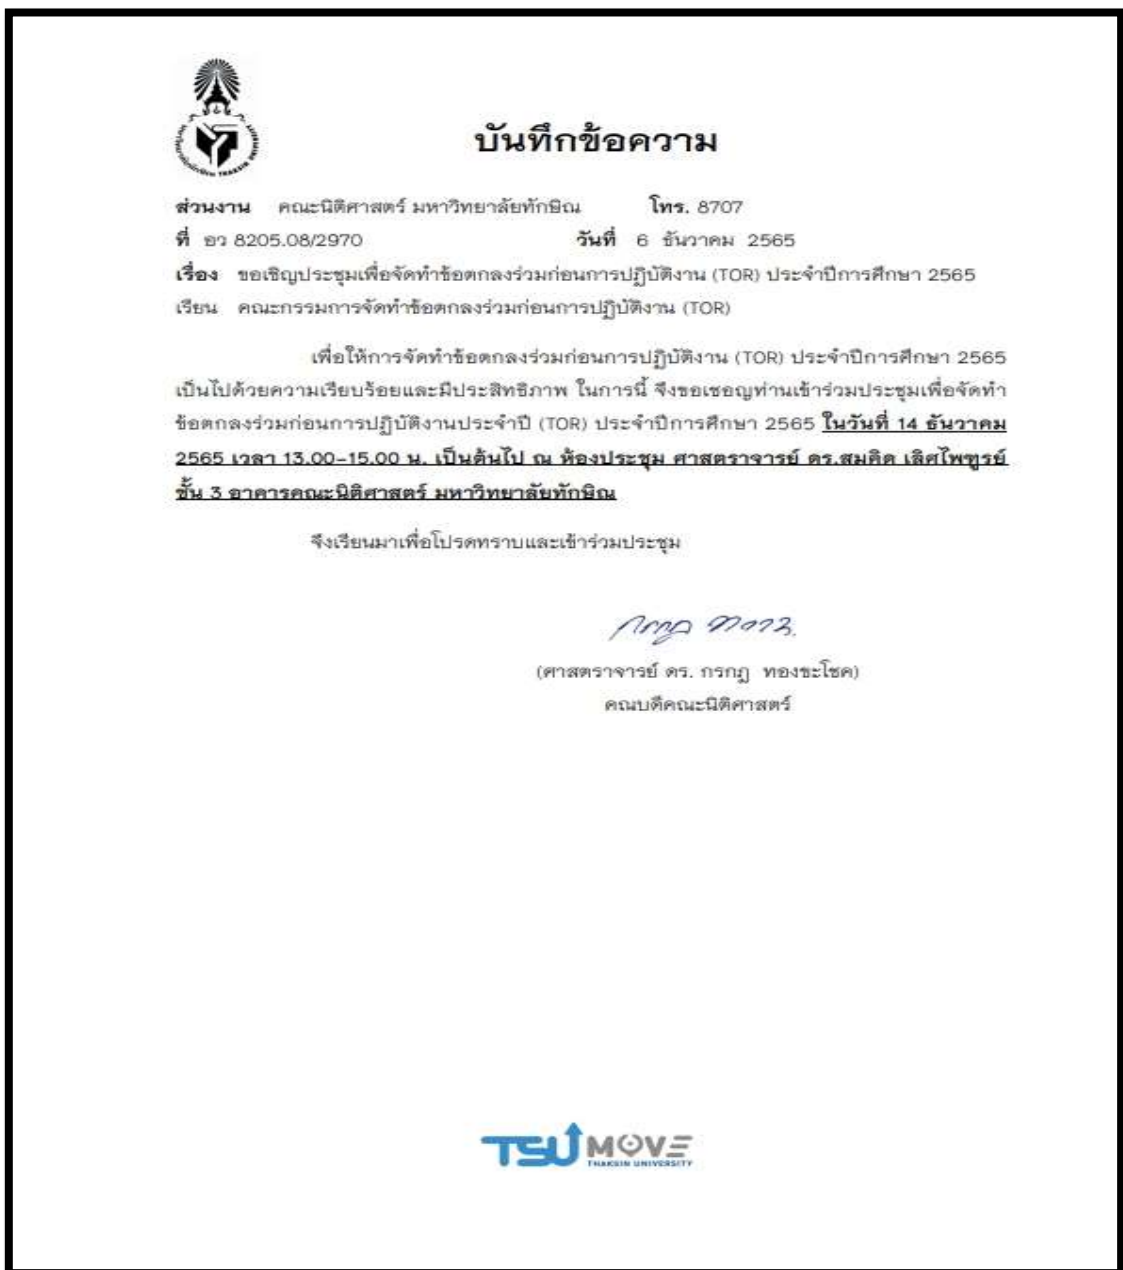 บันทึกข้อความ
ส่วนงาน คณะนิติศาสตร์ มหาวิทยาลัยทักษิณ โทร. 8707
ที่ อว 8205.08/2970 วันที่ 6 ธันวาคม 2565
เรื่อง ขอเชิญประชุมเพื่อจัดทำข้อตกลงร่วมก่อนการปฏิบัติงาน (TOR) ประจำปีการศึกษา 2565
เรียน คณะกรรมการจัดทำข้อตกลงร่วมก่อนการปฏิบัติงาน (TOR)
เพื่อให้การจัดทำข้อตกลงร่วมก่อนการปฏิบัติงาน (TOR) ประจำปีการศึกษา 2565
เป็นไปด้วยความเรียบร้อยและมีประสิทธิภาพ ในการนี้ จึงขอเชอญท่านเข้าร่วมประชุมเพื่อจัดทำ
ข้อตกลงร่วมก่อนการปฏิบัติงานประจำปี (TOR) ประจำปีการศึกษา 2565 ในวันที่ 14 ธันวาคม
2565 เวลา 13.00-15.00 น. เป็นต้นไป ณ ห้องประชุม ศาสตราจารย์ ดร.สมคิด เลิศไพฑูรย์
ชั้น 3 อาคารคณะนิติศาสตร์ มหาวิทยาลัยทักษิณ
จึงเรียนมาเพื่อโปรดทราบและเข้าร่วมประชุม
(ศาสตราจารย์ ดร. กรกฎ ทองขะโชค)
คณบดีคณะนิติศาสตร์
TSU MOVE
THAKSIN UNIVERSITY